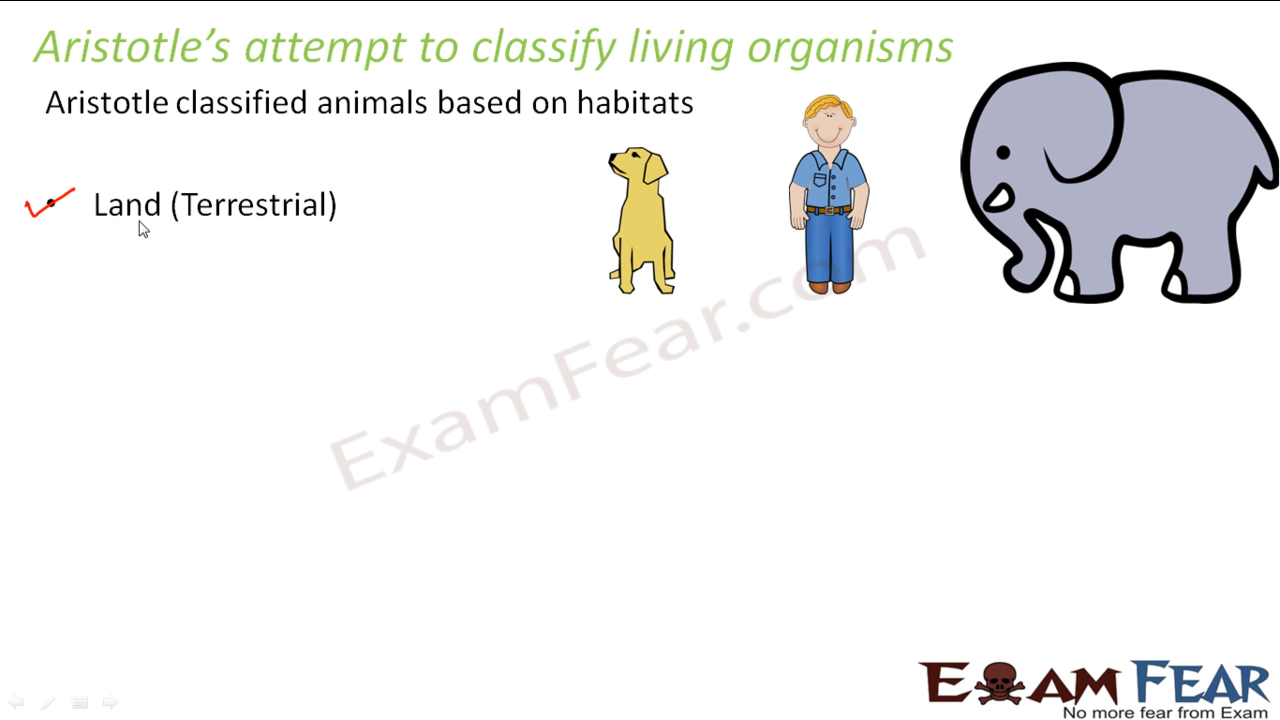 Aristotle's attempt to classify living organisms
Aristotle classified animals based on habitats
• Land (Terrestrial)
ExamFear.com
EXAM FEAR
No more fear from Exam